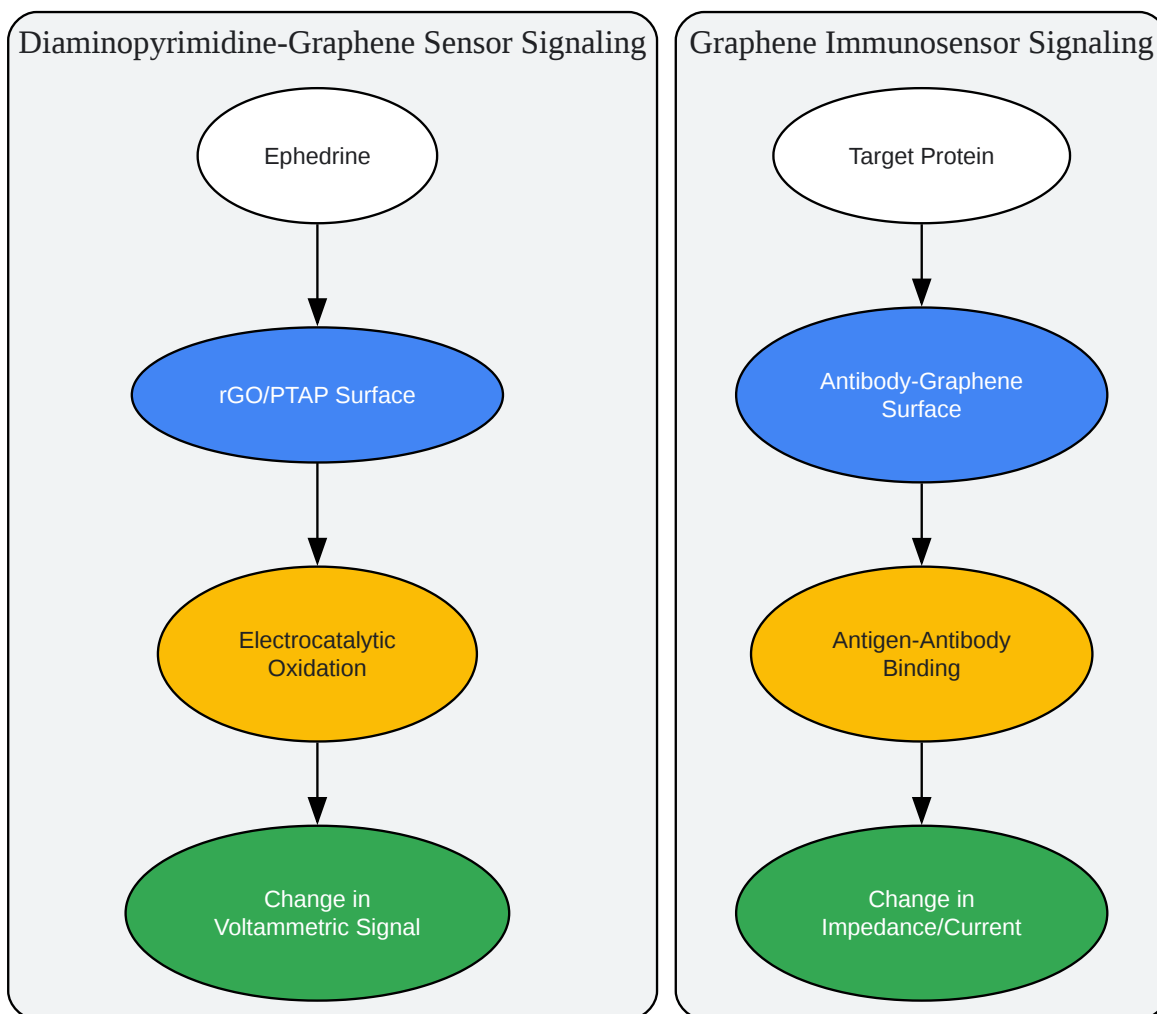 Diaminopyrimidine-Graphene Sensor Signaling
Ephedrine
rGO/PTAP Surface
Electrocatalytic
Oxidation
Change in
Voltammetric Signal
Graphene Immunosensor Signaling
Target Protein
Antibody-Graphene
Surface
Antigen-Antibody
Binding
Change in
Impedance/Current